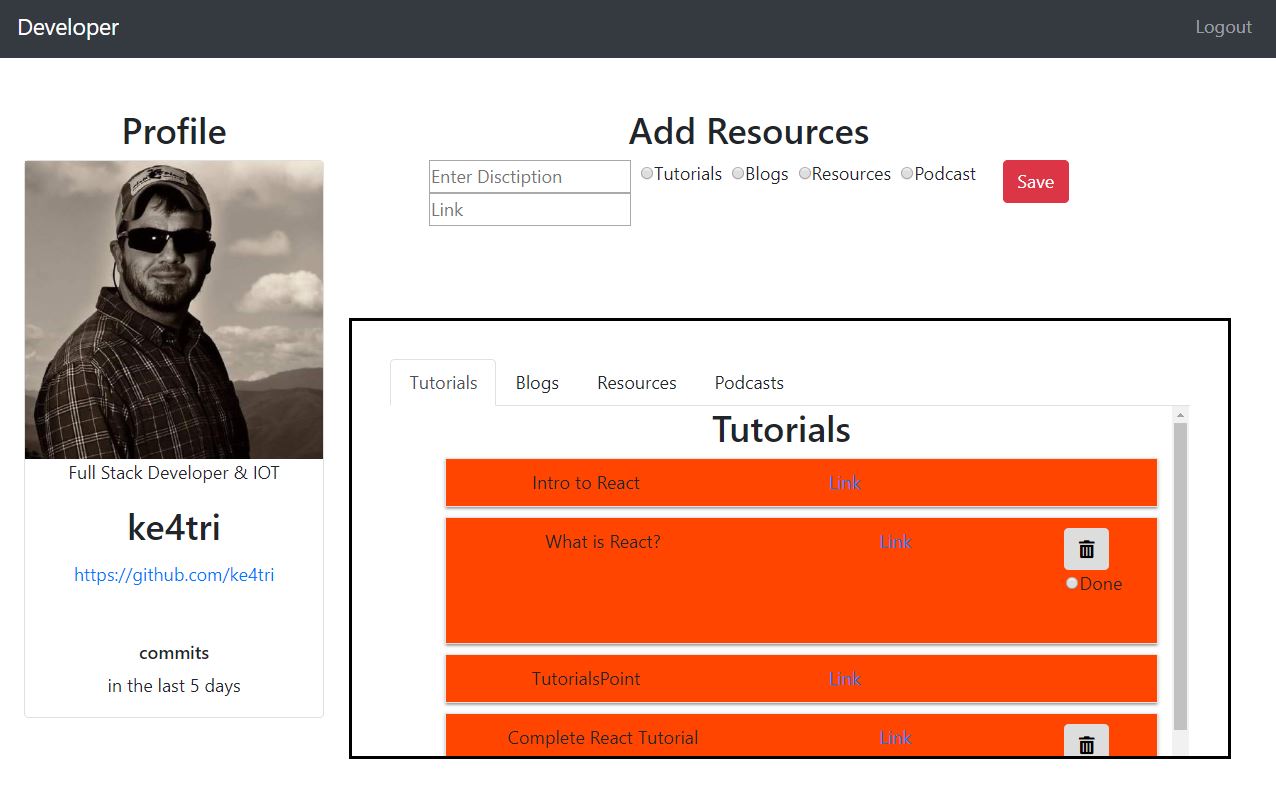 Developer
Logout
Profile
Full Stack Developer & IOT
ke4tri
https://github.com/ke4tri
commits
in the last 5 days
Add Resources
Enter Disctiption
Link
Tutorials Blogs Resources Podcast
Save
Tutorials Blogs Resources Podcasts
Tutorials
Intro to React Link
What is React? Link
Done
TutorialsPoint Link
Complete React Tutorial Link